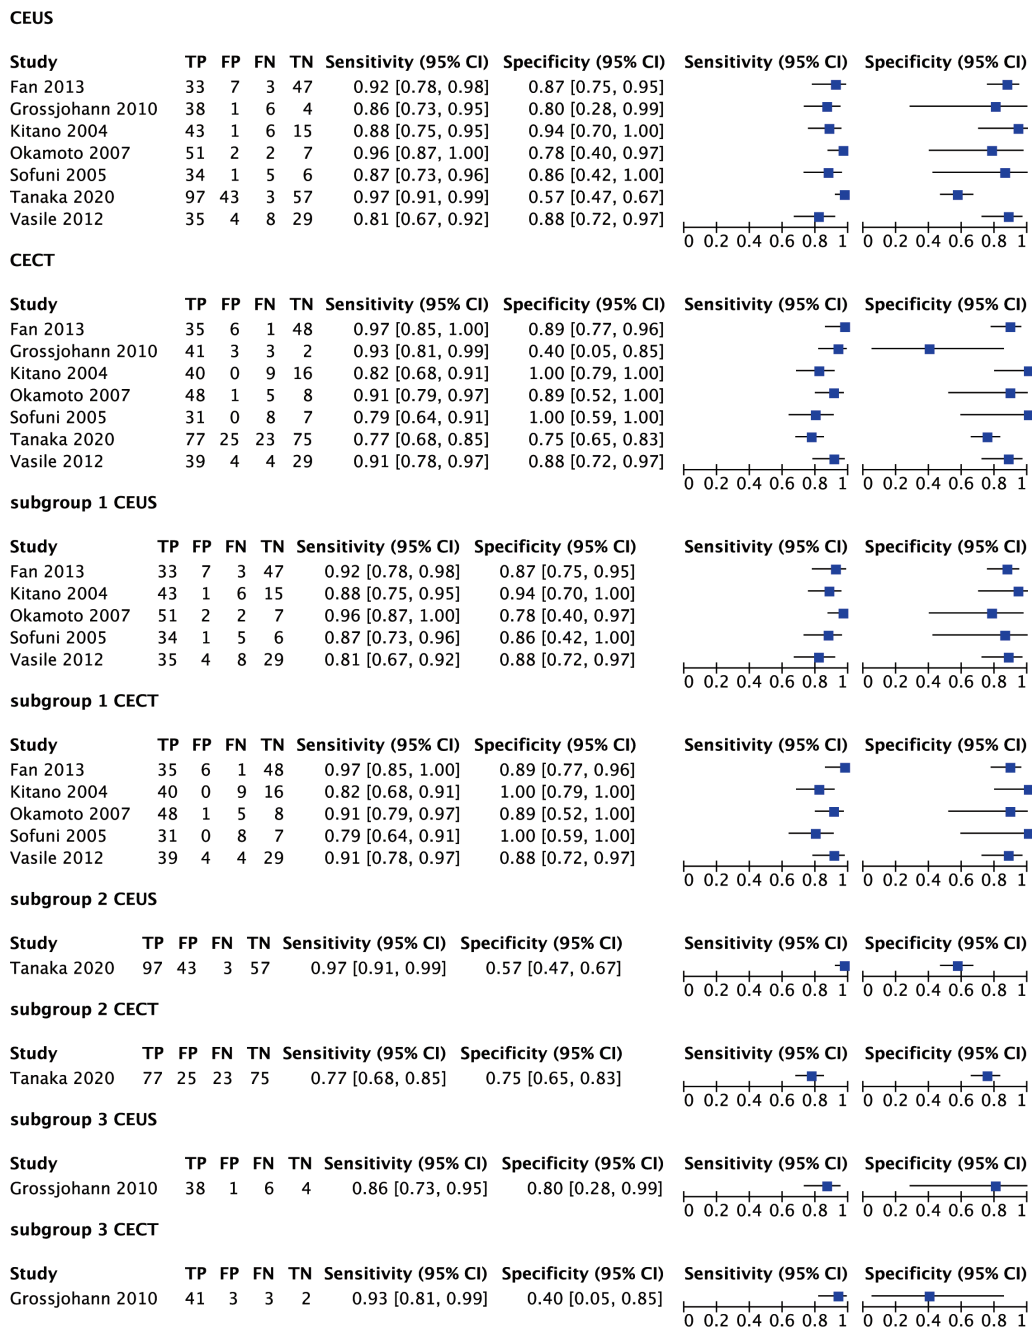 CEUS
Study TP FP FN TN Sensitivity (95% CI) Specificity (95% CI) Sensitivity (95% CI) Specificity (95% CI)
Fan 2013 33 7 3 47 0.92 [0.78, 0.98] 0.87 [0.75, 0.95]
Grossjohann 2010 38 1 6 4 0.86 [0.73, 0.95] 0.80 [0.28, 0.99]
Kitano 2004 43 1 6 15 0.88 [0.75, 0.95] 0.94 [0.70, 1.00]
Okamoto 2007 51 2 2 7 0.96 [0.87, 1.00] 0.78 [0.40, 0.97]
Sofuni 2005 34 1 5 6 0.87 [0.73, 0.96] 0.86 [0.42, 1.00]
Tanaka 2020 97 43 3 57 0.97 [0.91, 0.99] 0.57 [0.47, 0.67]
Vasile 2012 35 4 8 29 0.81 [0.67, 0.92] 0.88 [0.72, 0.97]
0 0.2 0.4 0.6 0.8 1 0 0.2 0.4 0.6 0.8 1
CECT
Study TP FP FN TN Sensitivity (95% CI) Specificity (95% CI) Sensitivity (95% CI) Specificity (95% CI)
Fan 2013 35 6 1 48 0.97 [0.85, 1.00] 0.89 [0.77, 0.96]
Grossjohann 2010 41 3 3 2 0.93 [0.81, 0.99] 0.40 [0.05, 0.85]
Kitano 2004 40 0 9 16 0.82 [0.68, 0.91] 1.00 [0.79, 1.00]
Okamoto 2007 48 1 5 8 0.91 [0.79, 0.97] 0.89 [0.52, 1.00]
Sofuni 2005 31 0 8 7 0.79 [0.64, 0.91] 1.00 [0.59, 1.00]
Tanaka 2020 77 25 23 75 0.77 [0.68, 0.85] 0.75 [0.65, 0.83]
Vasile 2012 39 4 4 29 0.91 [0.78, 0.97] 0.88 [0.72, 0.97]
0 0.2 0.4 0.6 0.8 1 0 0.2 0.4 0.6 0.8 1
subgroup 1 CEUS
Study TP FP FN TN Sensitivity (95% CI) Specificity (95% CI) Sensitivity (95% CI) Specificity (95% CI)
Fan 2013 33 7 3 47 0.92 [0.78, 0.98] 0.87 [0.75, 0.95]
Kitano 2004 43 1 6 15 0.88 [0.75, 0.95] 0.94 [0.70, 1.00]
Okamoto 2007 51 2 2 7 0.96 [0.87, 1.00] 0.78 [0.40, 0.97]
Sofuni 2005 34 1 5 6 0.87 [0.73, 0.96] 0.86 [0.42, 1.00]
Vasile 2012 35 4 8 29 0.81 [0.67, 0.92] 0.88 [0.72, 0.97]
0 0.2 0.4 0.6 0.8 1 0 0.2 0.4 0.6 0.8 1
subgroup 1 CECT
Study TP FP FN TN Sensitivity (95% CI) Specificity (95% CI) Sensitivity (95% CI) Specificity (95% CI)
Fan 2013 35 6 1 48 0.97 [0.85, 1.00] 0.89 [0.77, 0.96]
Kitano 2004 40 0 9 16 0.82 [0.68, 0.91] 1.00 [0.79, 1.00]
Okamoto 2007 48 1 5 8 0.91 [0.79, 0.97] 0.89 [0.52, 1.00]
Sofuni 2005 31 0 8 7 0.79 [0.64, 0.91] 1.00 [0.59, 1.00]
Vasile 2012 39 4 4 29 0.91 [0.78, 0.97] 0.88 [0.72, 0.97]
0 0.2 0.4 0.6 0.8 1 0 0.2 0.4 0.6 0.8 1
subgroup 2 CEUS
Study TP FP FN TN Sensitivity (95% CI) Specificity (95% CI) Sensitivity (95% CI) Specificity (95% CI)
Tanaka 2020 97 43 3 57 0.97 [0.91, 0.99] 0.57 [0.47, 0.67]
0 0.2 0.4 0.6 0.8 1 0 0.2 0.4 0.6 0.8 1
subgroup 2 CECT
Study TP FP FN TN Sensitivity (95% CI) Specificity (95% CI) Sensitivity (95% CI) Specificity (95% CI)
Tanaka 2020 77 25 23 75 0.77 [0.68, 0.85] 0.75 [0.65, 0.83]
0 0.2 0.4 0.6 0.8 1 0 0.2 0.4 0.6 0.8 1
subgroup 3 CEUS
Study TP FP FN TN Sensitivity (95% CI) Specificity (95% CI) Sensitivity (95% CI) Specificity (95% CI)
Grossjohann 2010 38 1 6 4 0.86 [0.73, 0.95] 0.80 [0.28, 0.99]
0 0.2 0.4 0.6 0.8 1 0 0.2 0.4 0.6 0.8 1
subgroup 3 CECT
Study TP FP FN TN Sensitivity (95% CI) Specificity (95% CI) Sensitivity (95% CI) Specificity (95% CI)
Grossjohann 2010 41 3 3 2 0.93 [0.81, 0.99] 0.40 [0.05, 0.85]
0 0.2 0.4 0.6 0.8 1 0 0.2 0.4 0.6 0.8 1